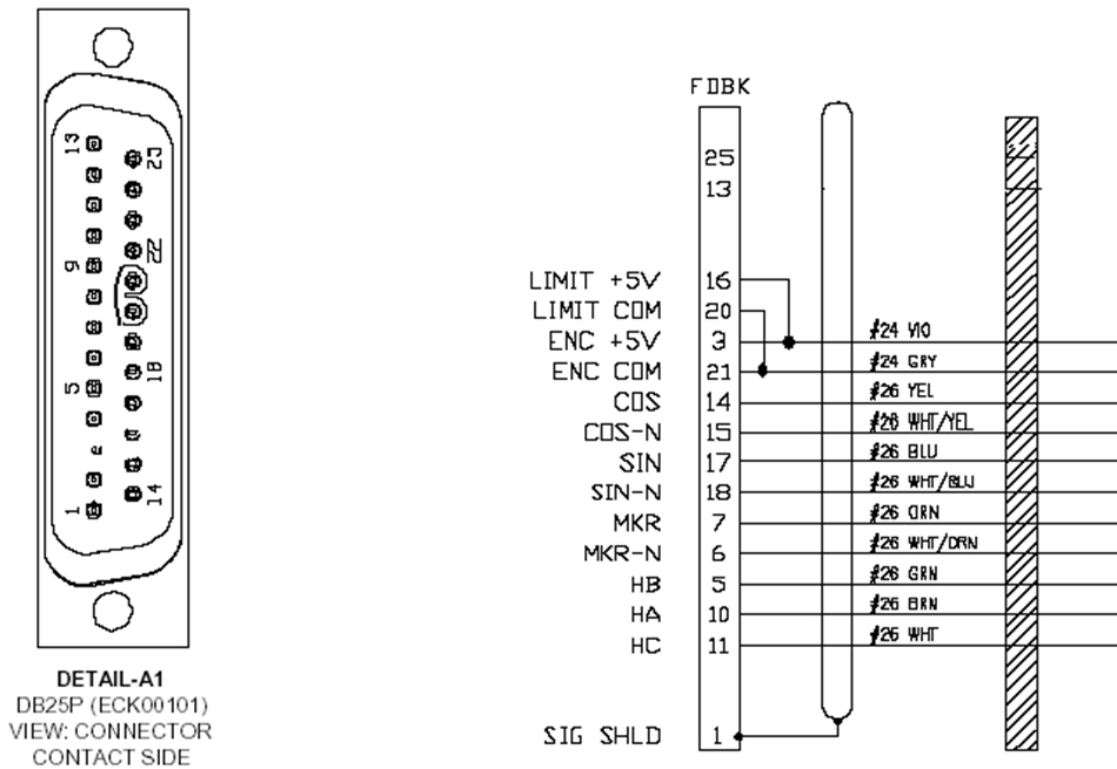 13
9
5
1
23
22
18
14
DETAIL-A1
DB25P (ECK00101)
VIEW: CONNECTOR
CONTACT SIDE
FDBK
25
13
LIMIT +5V 16
LIMIT COM 20
ENC +5V 3 #24 VIO
ENC COM 21 #24 GRY
COS 14 #26 YEL
COS-N 15 #26 WHT/YEL
SIN 17 #26 BLU
SIN-N 18 #26 WHT/BLU
MKR 7 #26 ORN
MKR-N 6 #26 WHT/ORN
HB 5 #26 GRN
HA 10 #26 BRN
HC 11 #26 WHT
SIG SHLD 1